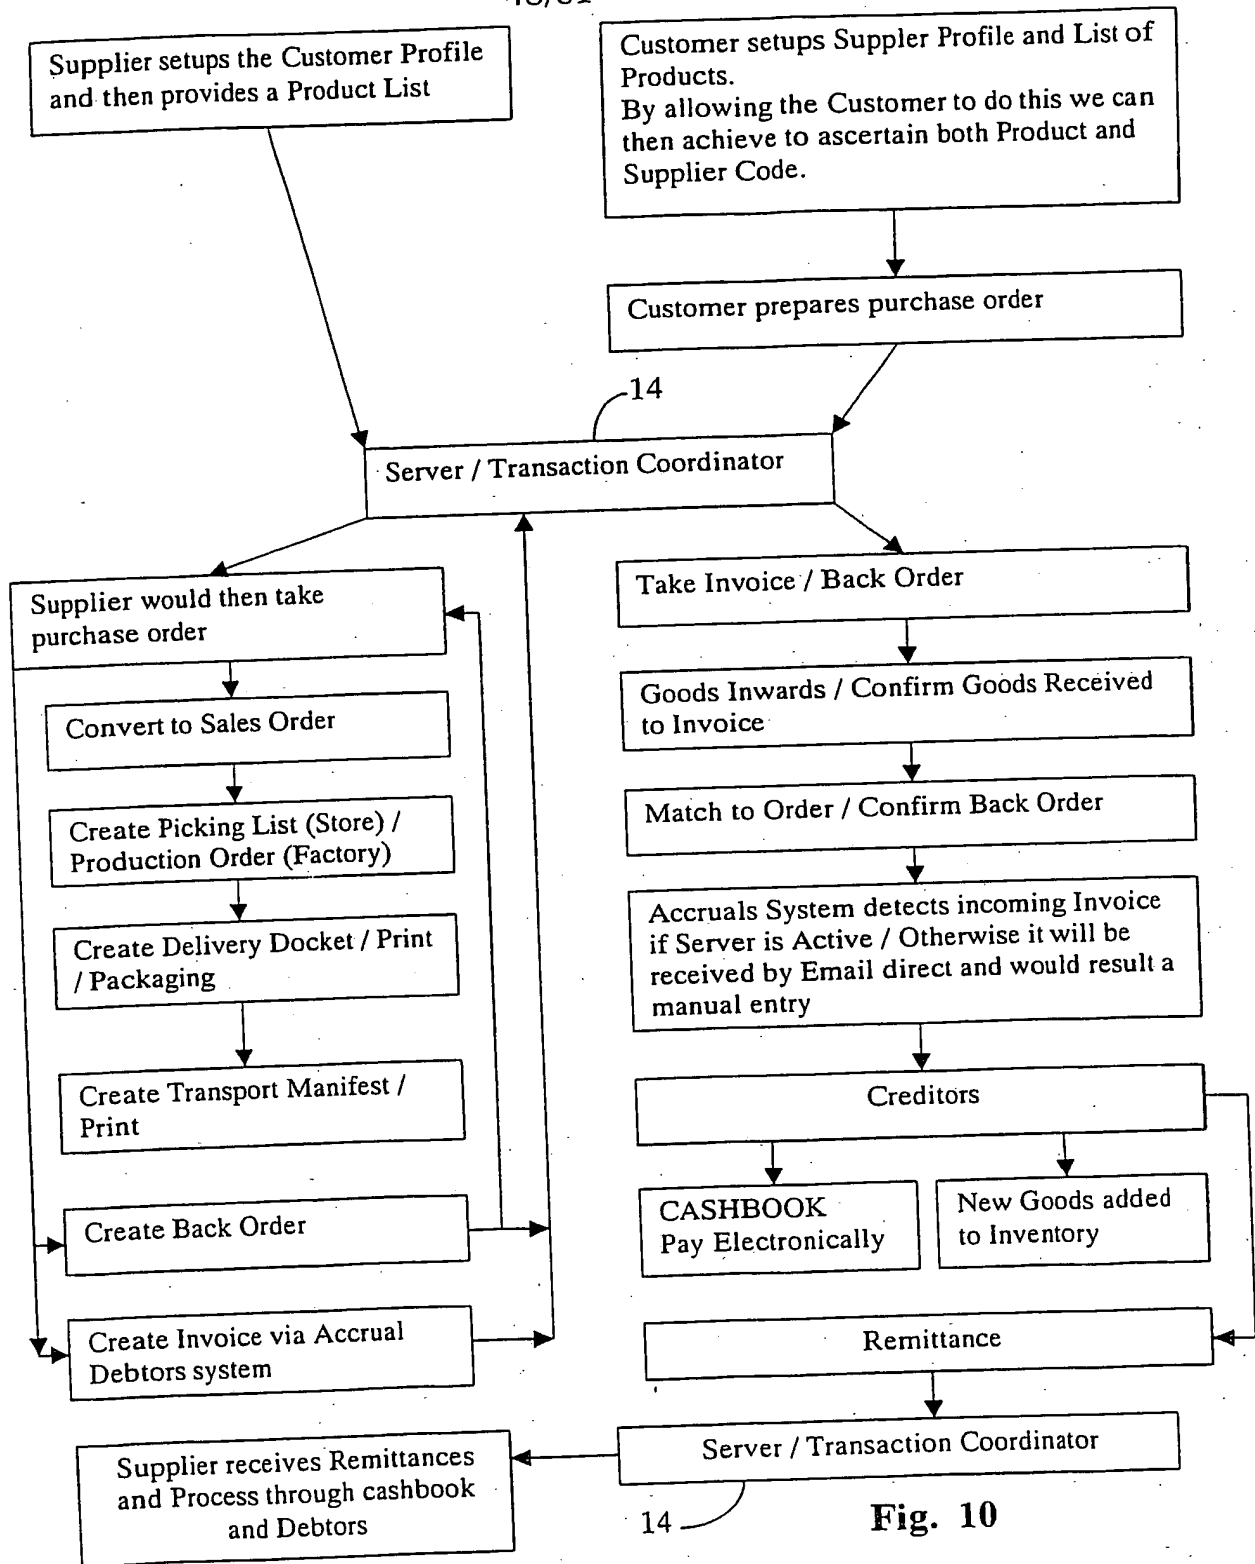 Supplier setups the Customer Profile
and then provides a Product List
Customer setups Suppler Profile and List of
Products.
By allowing the Customer to do this we can
then achieve to ascertain both Product and
Supplier Code.
Customer prepares purchase order
14
Server / Transaction Coordinator
Supplier would then take
purchase order
Convert to Sales Order
Create Picking List (Store) /
Production Order (Factory)
Create Delivery Docket / Print
/ Packaging
Create Transport Manifest /
Print
Create Back Order
Create Invoice via Accrual
Debtors system
Take Invoice / Back Order
Goods Inwards / Confirm Goods Received
to Invoice
Match to Order / Confirm Back Order
Accruals System detects incoming Invoice
if Server is Active / Otherwise it will be
received by Email direct and would result a
manual entry
Creditors
CASHBOOK
Pay Electronically
New Goods added
to Inventory
Remittance
Server / Transaction Coordinator
14
Supplier receives Remittances
and Process through cashbook
and Debtors
Fig. 10